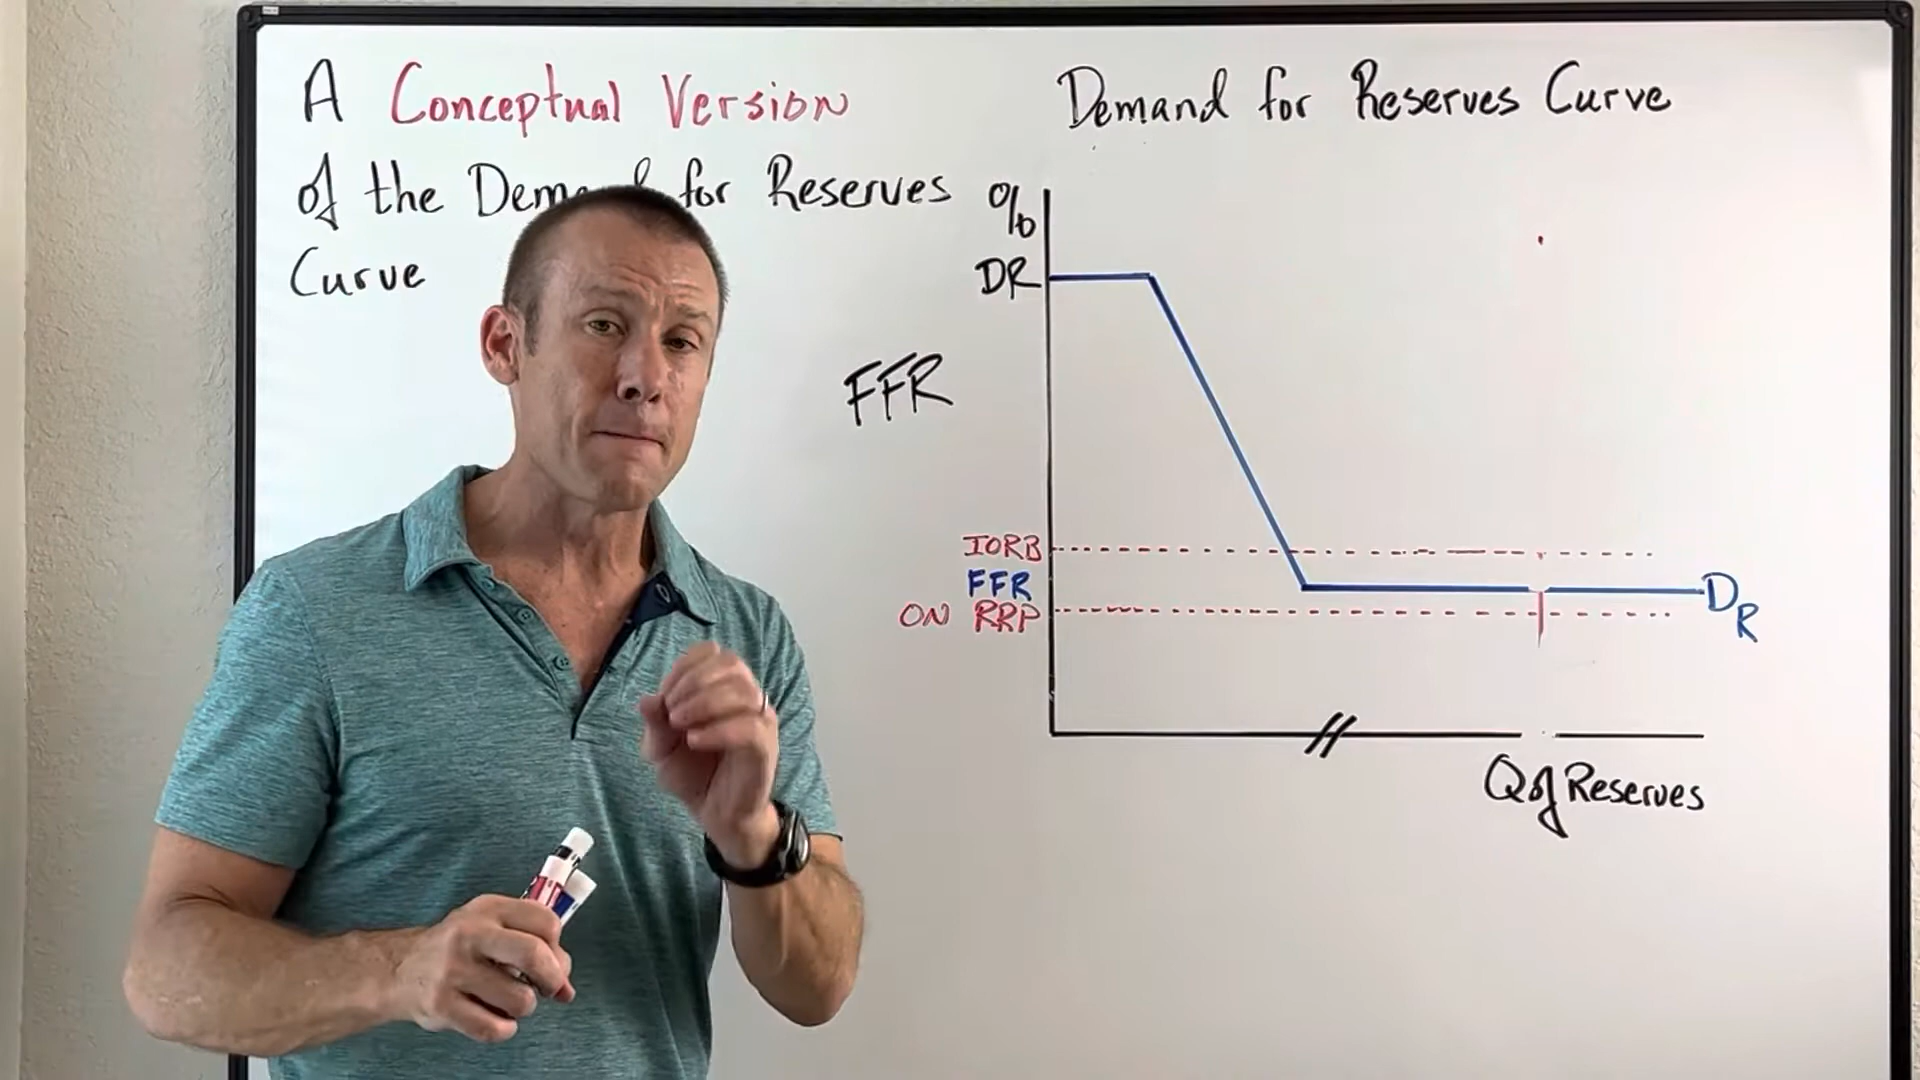 A Conceptual Version
of the Dem for Reserves
Curve
Demand for Reserves Curve
%
DR
FFR
IORB
FFR
ON RRP
DR
Q of Reserves